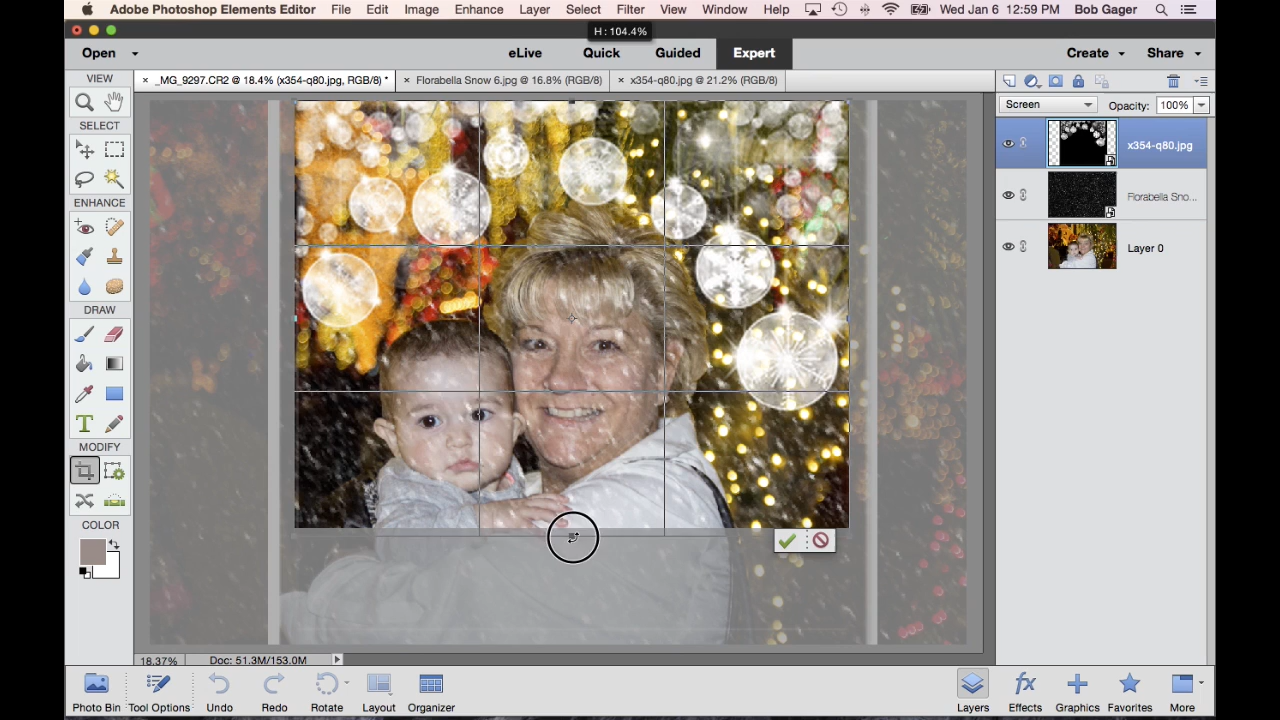 Adobe Photoshop Elements Editor File Edit Image Enhance Layer Select Filter View Window Help Wed Jan 6 12:59 PM Bob Gager
H: 104.4%
Open eLive Quick Guided Expert Create Share
VIEW × _MG_9297.CR2 @ 18.4% (x354-q80.jpg, RGB/8) * × Florabella Snow 6.jpg @ 16.8% (RGB/8) × x354-q80.jpg @ 21.2% (RGB/8)
Screen Opacity: 100%
SELECT
x354-q80.jpg
ENHANCE
Florabella Sno...
Layer 0
DRAW
T
MODIFY
COLOR
18.37% Doc: 51.3M/153.0M
fx
Photo Bin Tool Options Undo Redo Rotate Layout Organizer Layers Effects Graphics Favorites More